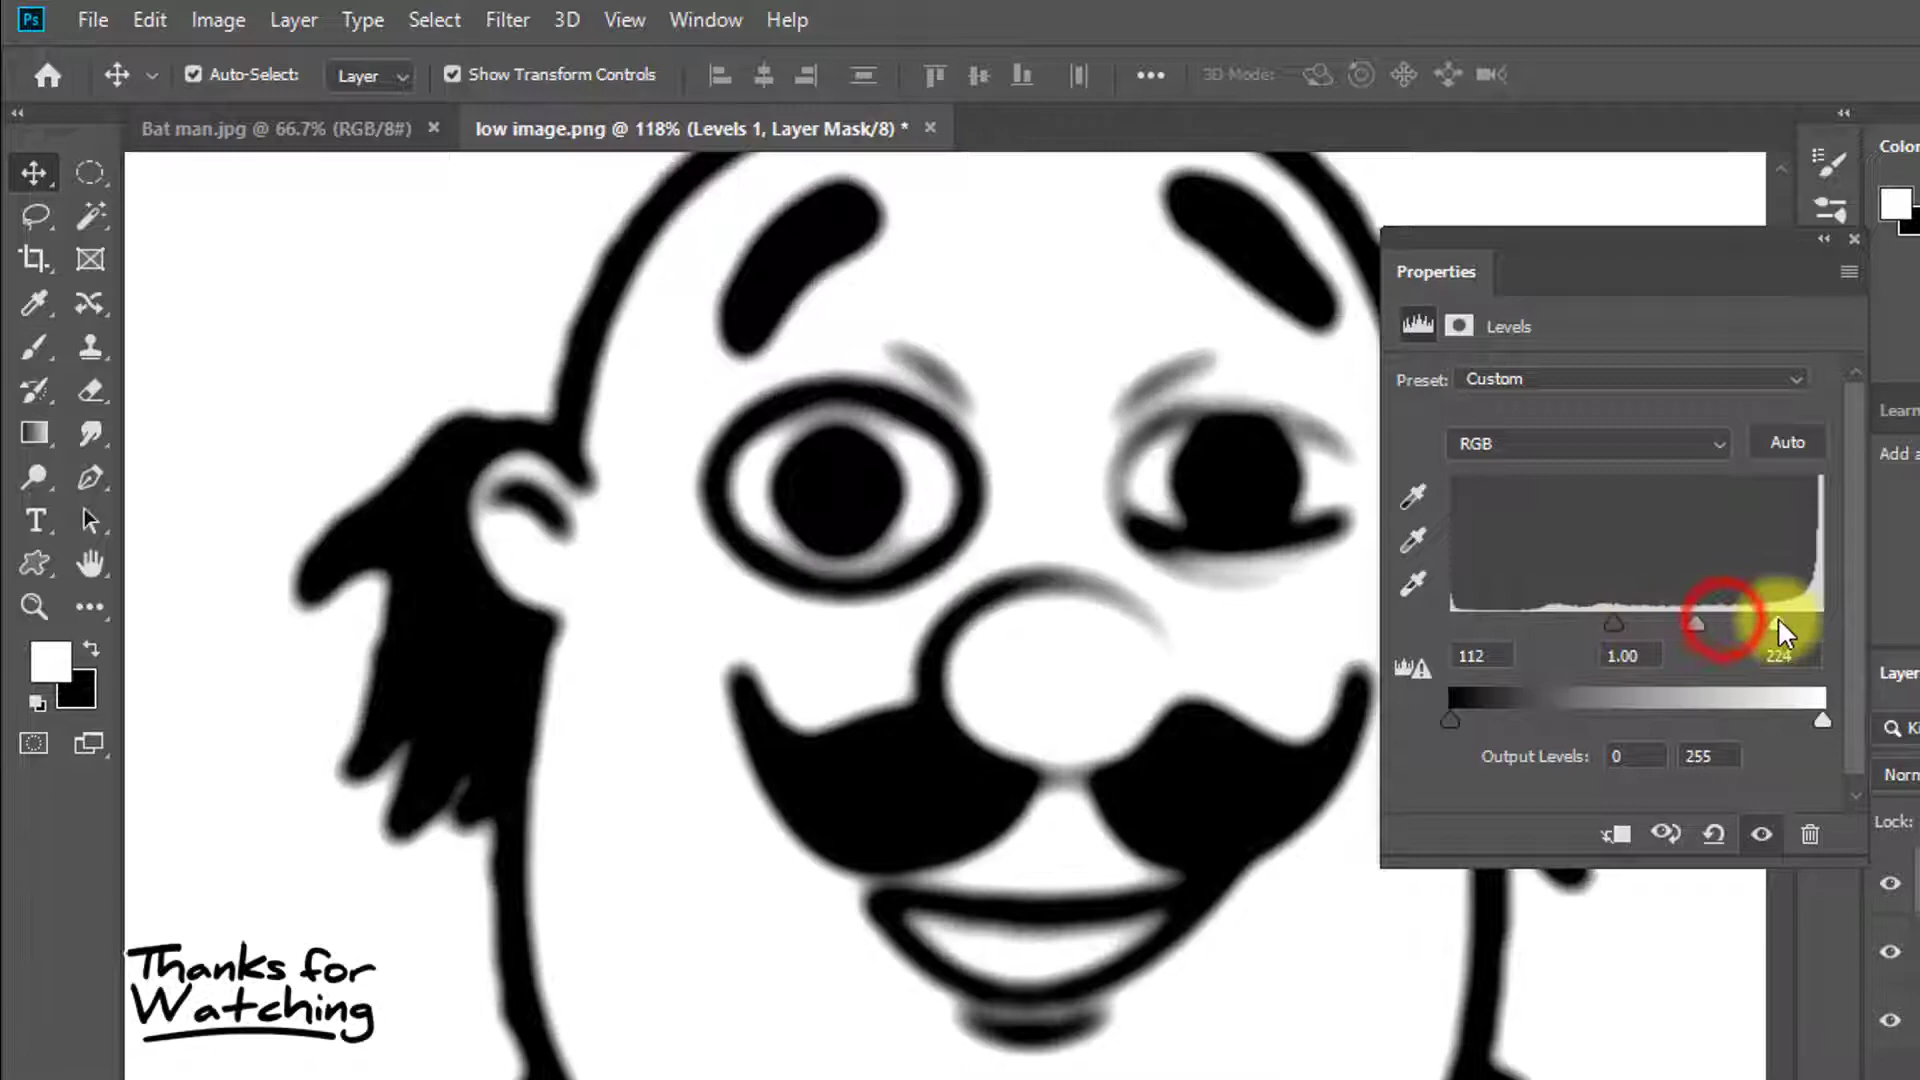 Ps File Edit Image Layer Type Select Filter 3D View Window Help
Auto-Select: Layer Show Transform Controls 3D Mode:
Bat man.jpg @ 66.7% (RGB/8#) low image.png @ 118% (Levels 1, Layer Mask/8) *
Colo
Properties
Levels
Preset: Custom
RGB Auto
Learn
Add a
112 1.00 224
Output Levels: 0 255
Layer
Ki
Norm
Lock:
Thanks for
Watching